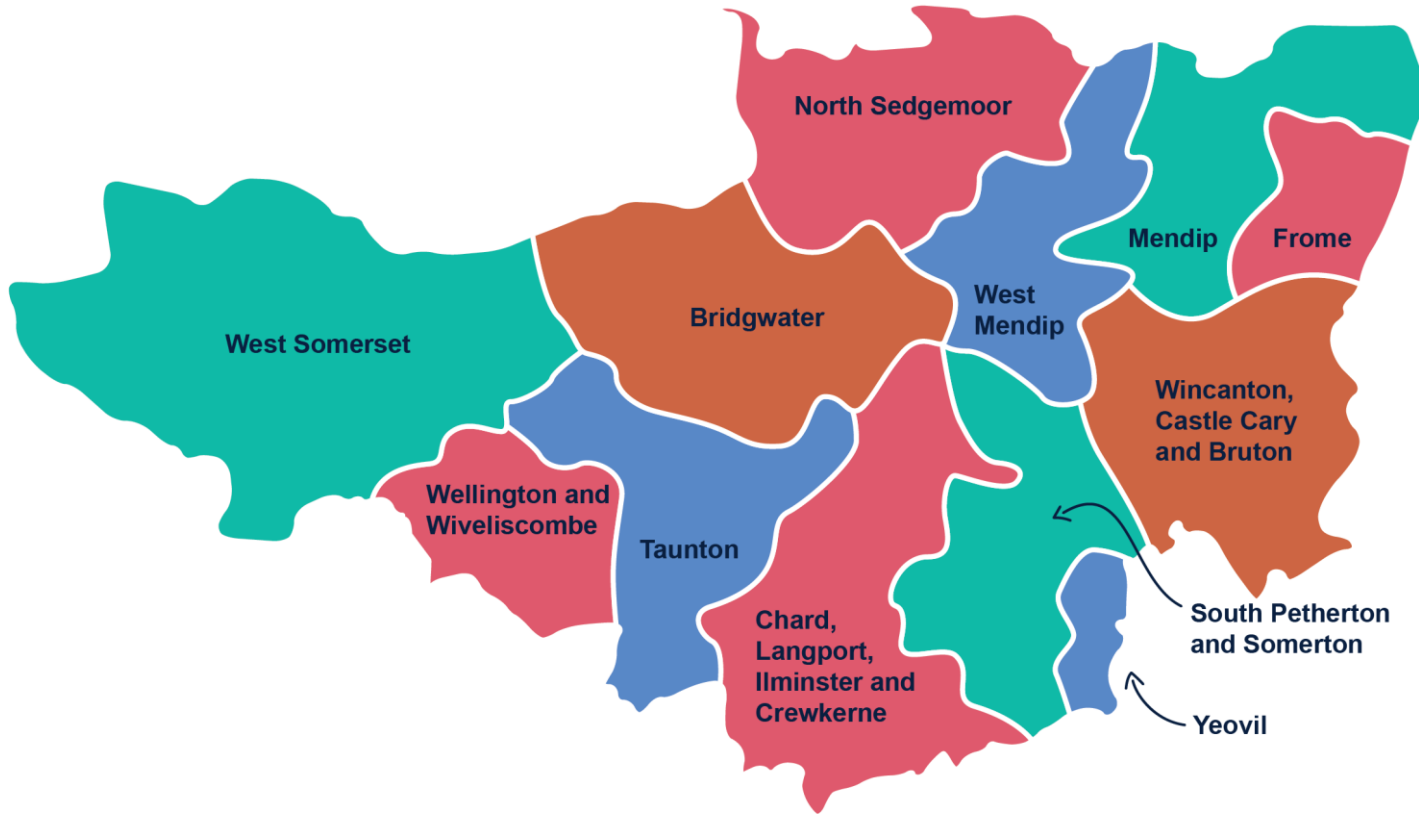 North Sedgemoor
Mendip
Frome
West
Mendip
Bridgwater
West Somerset
Wincanton,
Castle Cary
and Bruton
Wellington and
Wiveliscombe
Taunton
Chard,
Langport,
Ilminster and
Crewkerne
South Petherton
and Somerton
Yeovil